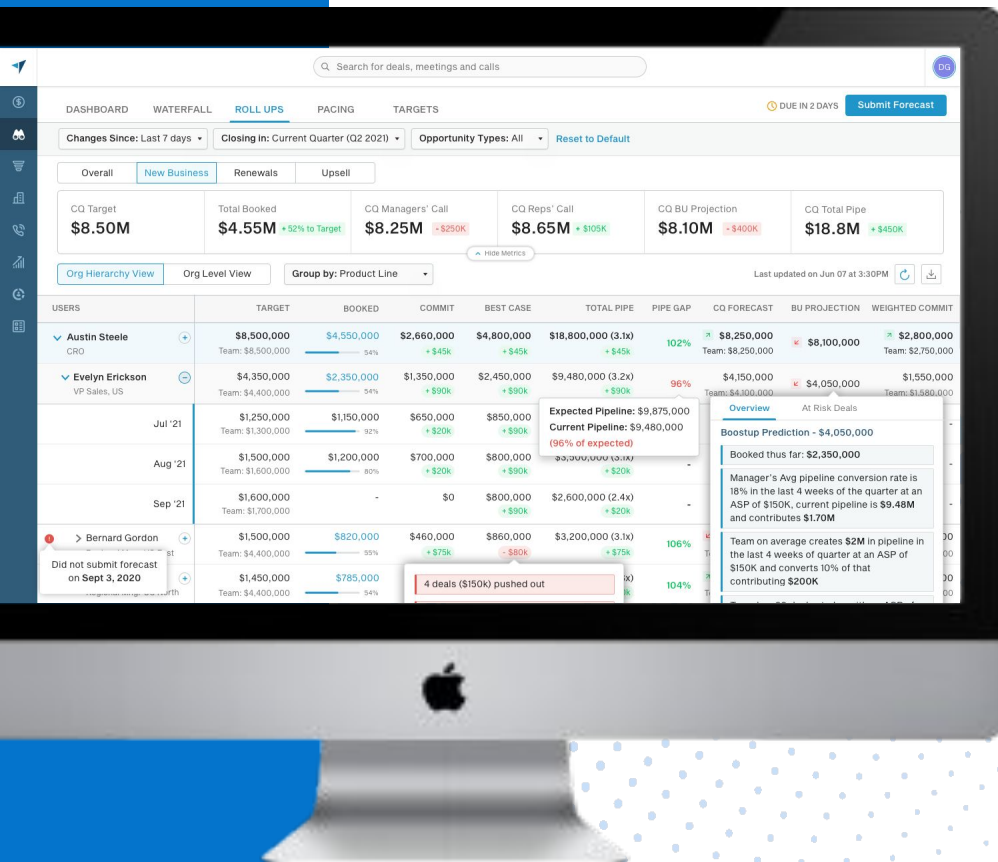 Search for deals, meetings and calls
DG
DASHBOARD WATERFALL ROLL UPS PACING TARGETS
DUE IN 2 DAYS Submit Forecast
Changes Since: Last 7 days Closing in: Current Quarter (Q2 2021) Opportunity Types: All Reset to Default
Overall New Business Renewals Upsell
CQ Target Total Booked CQ Managers' Call CQ Reps' Call CQ BU Projection CQ Total Pipe
$8.50M $4.55M + 52% to Target $8.25M - $250K $8.65M + $105K $8.10M - $400K $18.8M + $450K
Hide Metrics
Org Hierarchy View Org Level View Group by: Product Line Last updated on Jun 07 at 3:30PM
USERS TARGET BOOKED COMMIT BEST CASE TOTAL PIPE PIPE GAP CQ FORECAST BU PROJECTION WEIGHTED COMMIT
Austin Steele $8,500,000 $4,550,000 $2,660,000 $4,800,000 $18,800,000 (3.1x) 102% $8,250,000 $8,100,000 $2,800,000
CRO Team: $8,500,000 54% + $45k + $45k + $45k Team: $8,250,000 Team: $2,750,000
Evelyn Erickson $4,350,000 $2,350,000 $1,350,000 $2,450,000 $9,480,000 (3.2x) 96% $4,150,000 $4,050,000 $1,550,000
VP Sales, US Team: $4,400,000 54% + $90k + $90k + $90k Team: $4,100,000 Team: $1,580,000
Expected Pipeline: $9,875,000
Current Pipeline: $9,480,000
(96% of expected)
Overview At Risk Deals
Boostup Prediction - $4,050,000
Booked thus far: $2,350,000
Manager's Avg pipeline conversion rate is
18% in the last 4 weeks of the quarter at an
ASP of $150K, current pipeline is $9.48M
and contributes $1.70M
Team on average creates $2M in pipeline in
the last 4 weeks of quarter at an ASP of
$150K and converts 10% of that
contributing $200K
Jul '21 $1,250,000 $1,150,000 $650,000 $850,000
Team: $1,300,000 92% + $20k + $90k
Aug '21 $1,500,000 $1,200,000 $700,000 $800,000 $3,500,000 (3.1x) -
Team: $1,600,000 80% + $20k + $90k + $20k
Sep '21 $1,600,000 - $0 $800,000 $2,600,000 (2.4x) -
Team: $1,700,000 + $90k + $20k
Bernard Gordon $1,500,000 $820,000 $460,000 $860,000 $3,200,000 (3.1x) 106%
Team: $4,400,000 55% + $75k - $80k + $75k
Did not submit forecast
on Sept 3, 2020
$1,450,000 $785,000 104%
Team: $4,400,000 54%
4 deals ($150k) pushed out